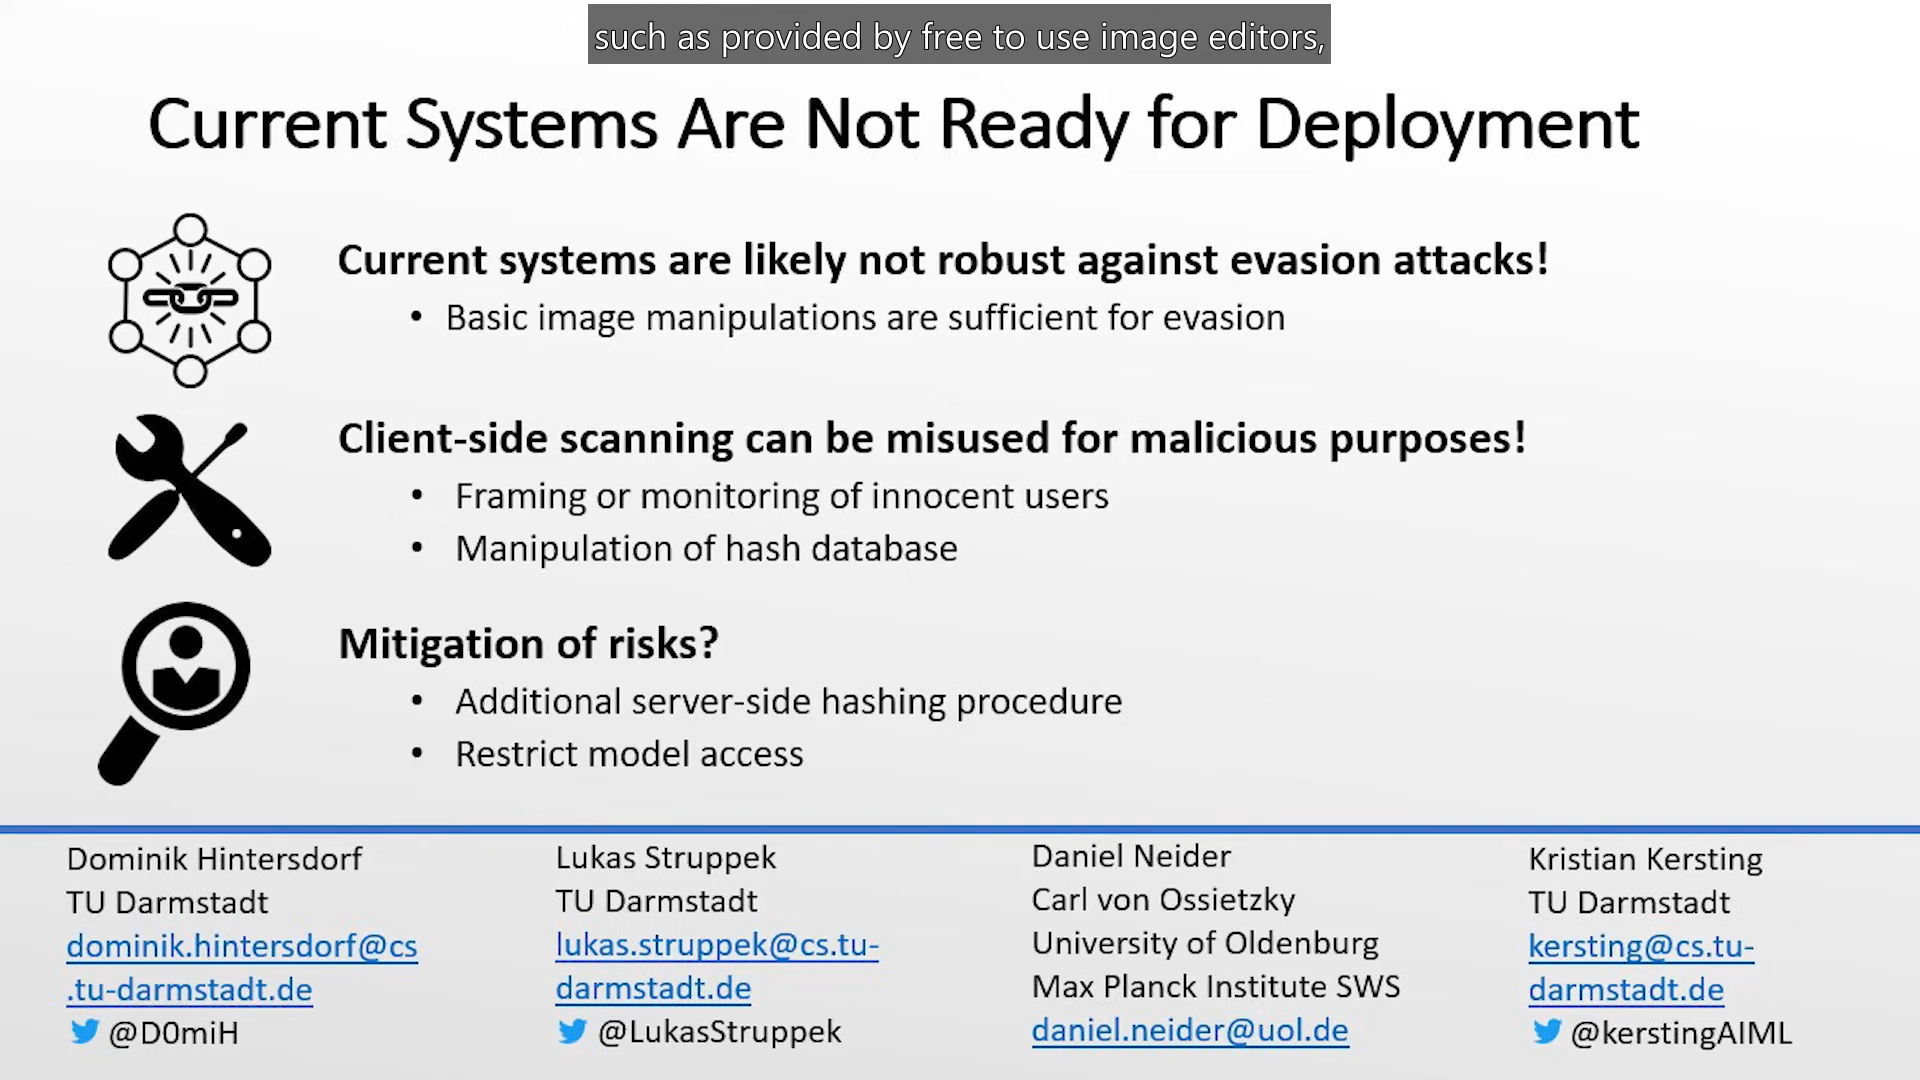 such as provided by free to use image editors,
Current Systems Are Not Ready for Deployment
Current systems are likely not robust against evasion attacks!
• Basic image manipulations are sufficient for evasion
Client-side scanning can be misused for malicious purposes!
• Framing or monitoring of innocent users
• Manipulation of hash database
Mitigation of risks?
• Additional server-side hashing procedure
• Restrict model access
Dominik Hintersdorf
TU Darmstadt
dominik.hintersdorf@cs
.tu-darmstadt.de
@D0miH
Lukas Struppek
TU Darmstadt
lukas.struppek@cs.tu-
darmstadt.de
@LukasStruppek
Daniel Neider
Carl von Ossietzky
University of Oldenburg
Max Planck Institute SWS
daniel.neider@uol.de
Kristian Kersting
TU Darmstadt
kersting@cs.tu-
darmstadt.de
@kerstingAIML